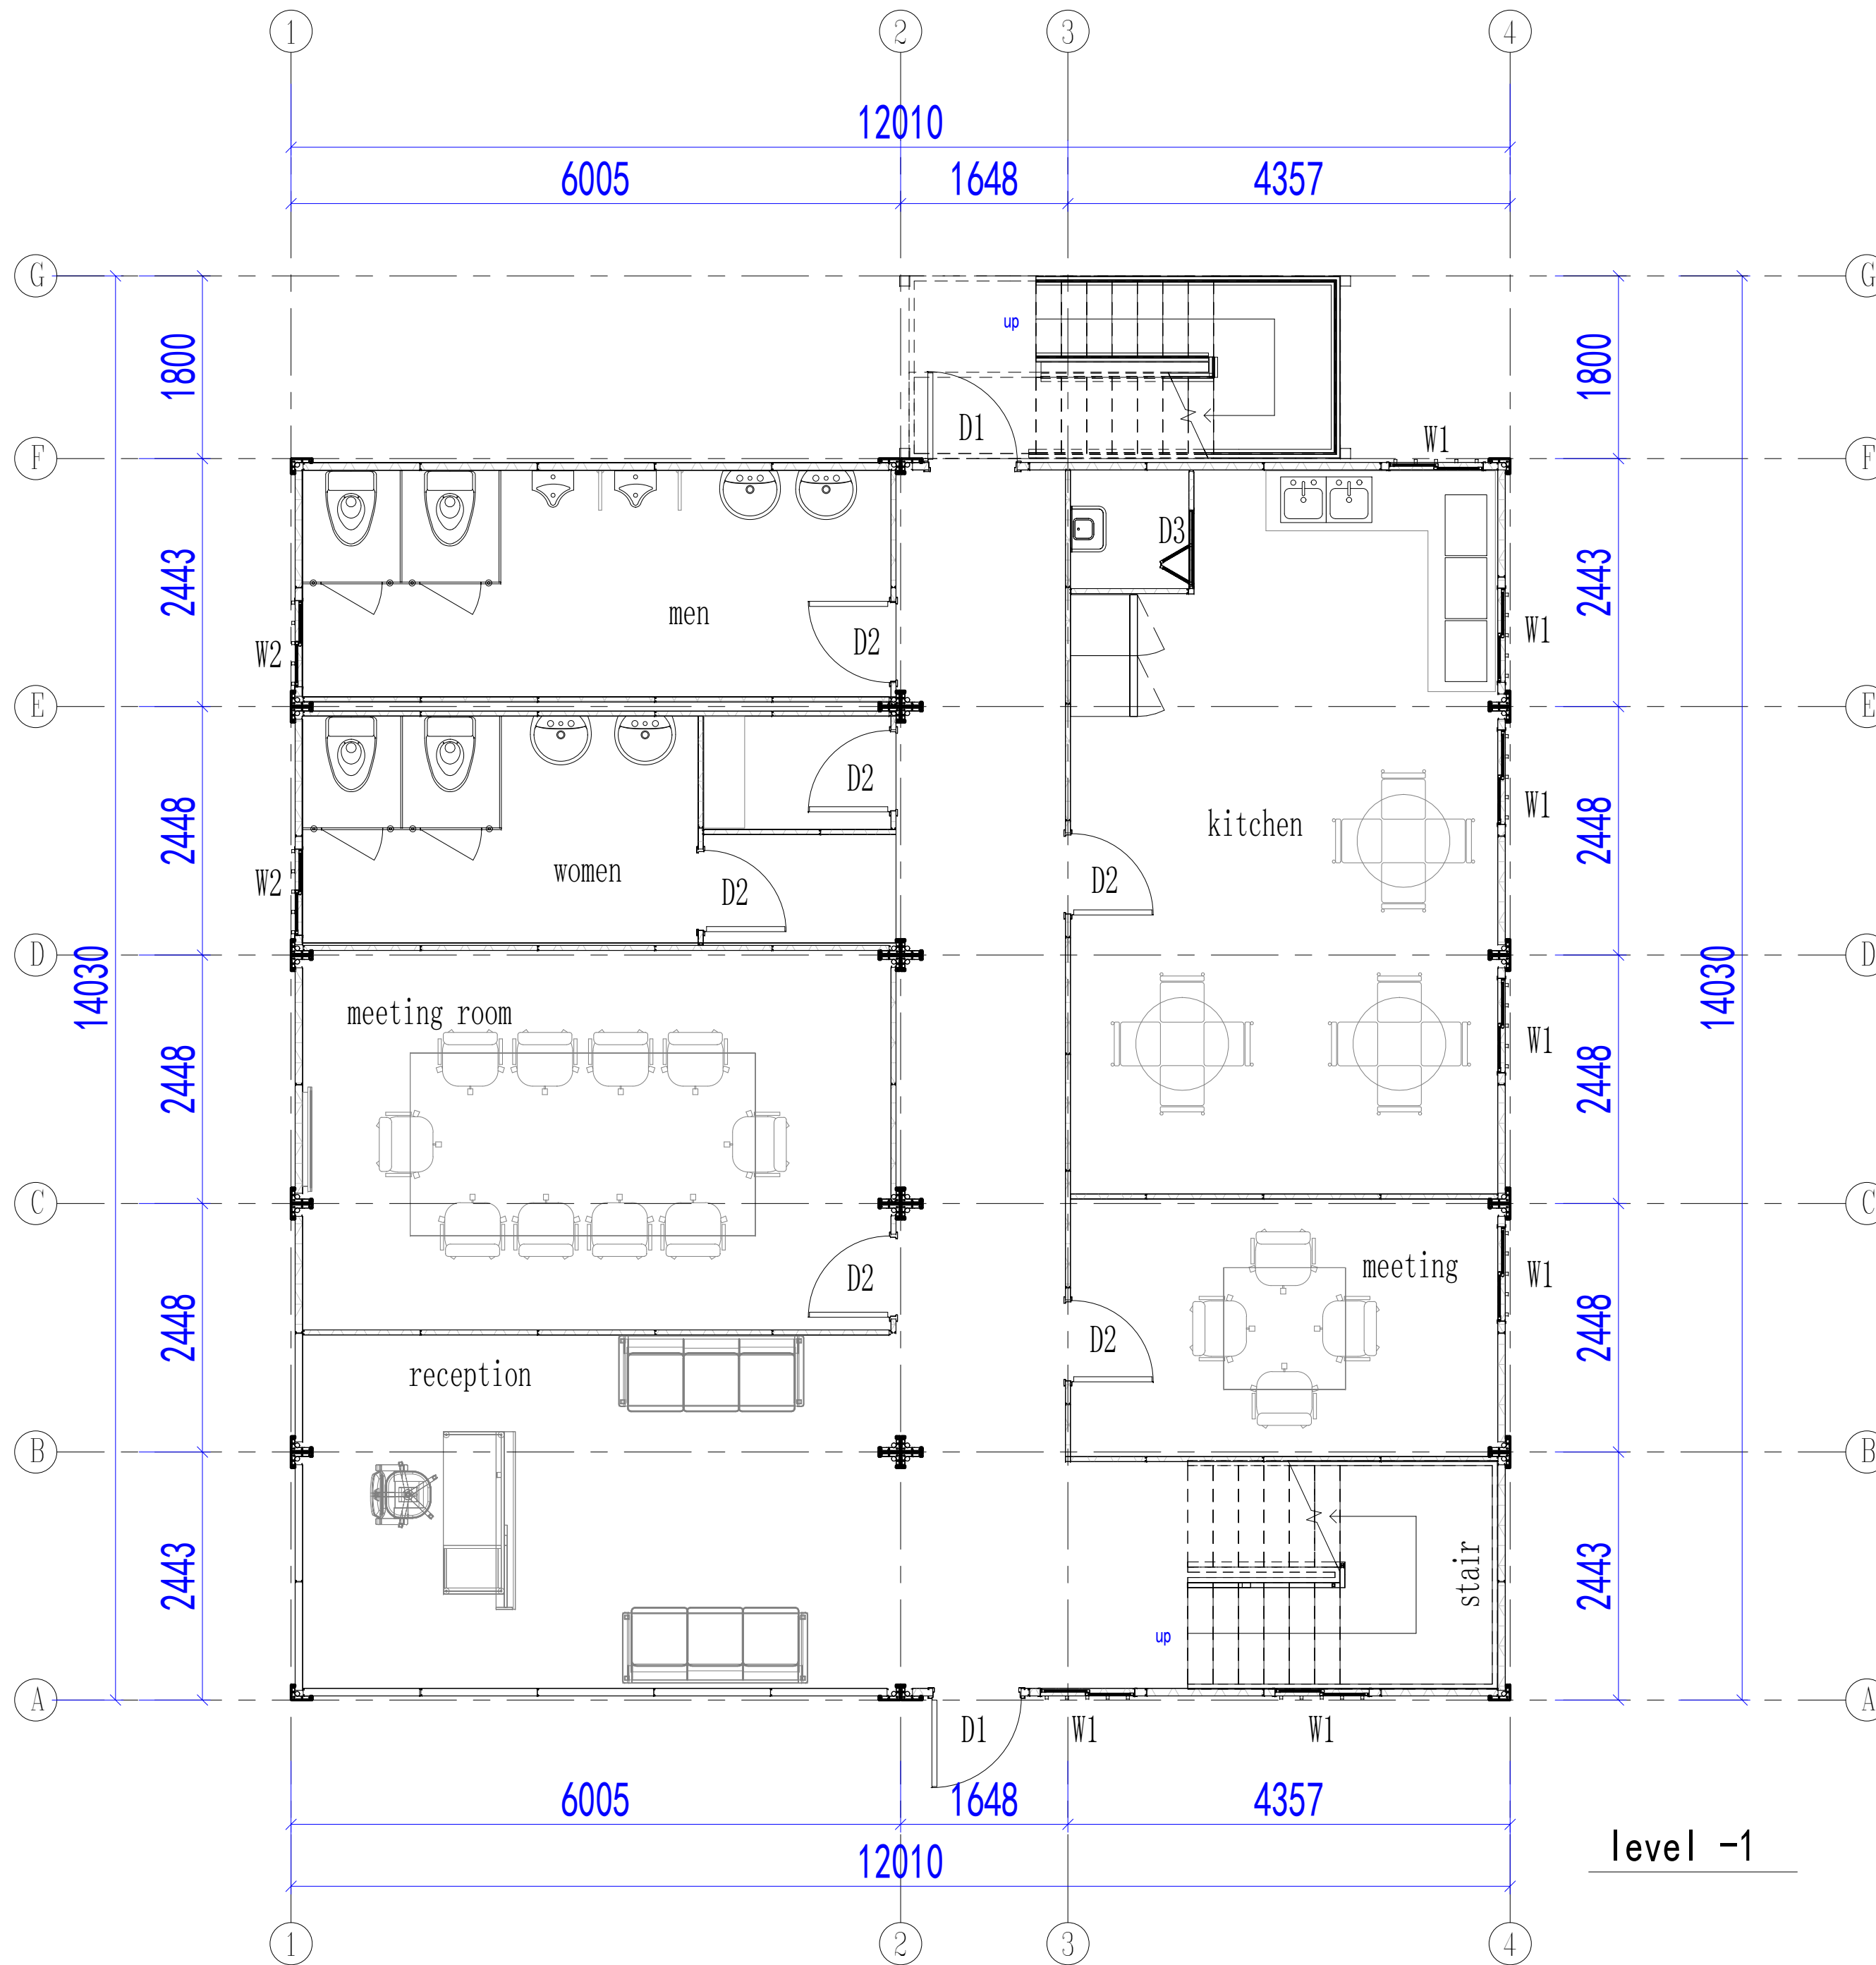 1 2 3 4
12010
6005 1648 4357
G G
up
1800 1800
D1 W1
F F
D3
2443 2443
men D2 W1
W2
E E
D2
W1
kitchen
2448 2448
women D2 D2
W2
D D
14030 14030
meeting room
W1
2448 2448
C C
meeting
D2 W1
2448 2448
D2
reception
B B
stair
2443 2443
up
A A
D1 W1 W1
6005 1648 4357
level -1
12010
1 2 3 4